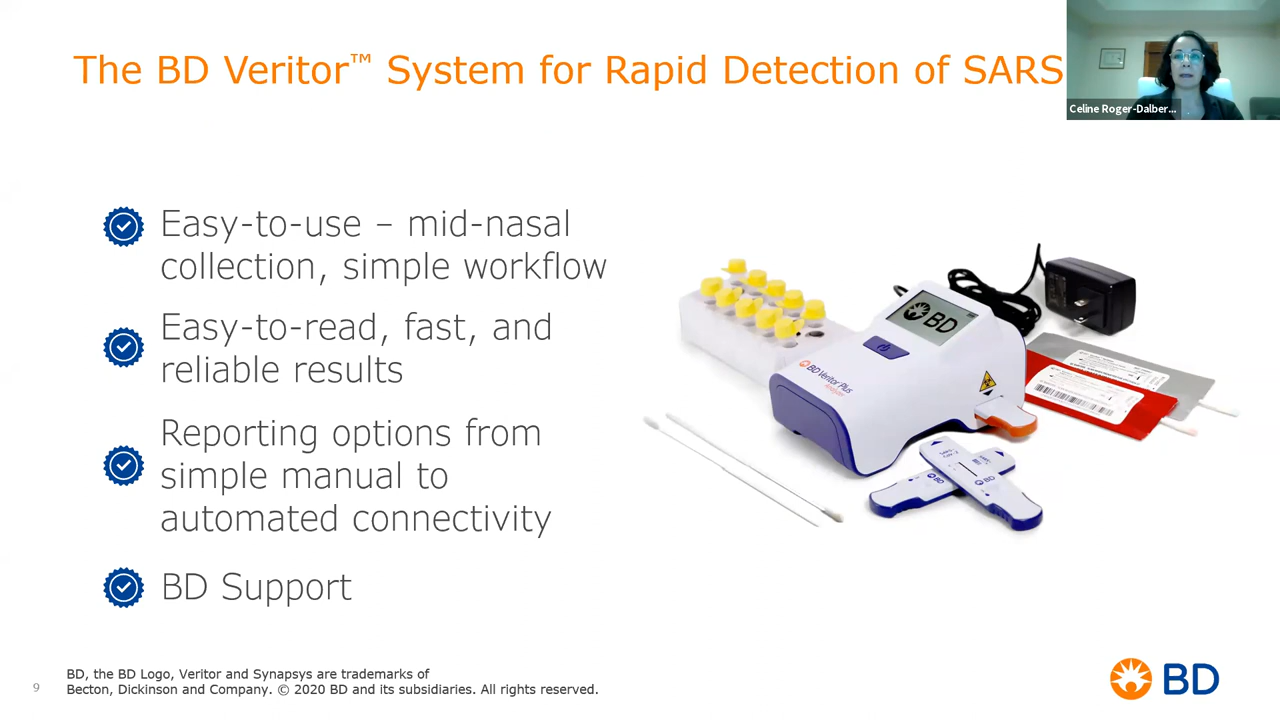 The BD Veritor™ System for Rapid Detection of SARS
Celine Roger-Dalber...
Easy-to-use – mid-nasal
collection, simple workflow
Easy-to-read, fast, and
reliable results
Reporting options from
simple manual to
automated connectivity
BD Support
BD
BD Veritor Plus
Analyzer
BD
BD
9
BD, the BD Logo, Veritor and Synapsys are trademarks of
Becton, Dickinson and Company. © 2020 BD and its subsidiaries. All rights reserved.
BD